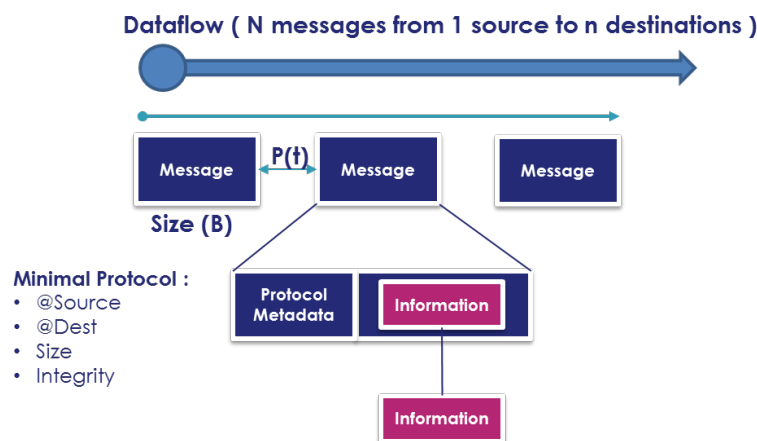 Dataflow ( N messages from 1 source to n destinations )
Message
P(t)
Message
Message
Size (B)
Minimal Protocol :
• @Source
• @Dest
• Size
• Integrity
Protocol
Metadata
Information
Information